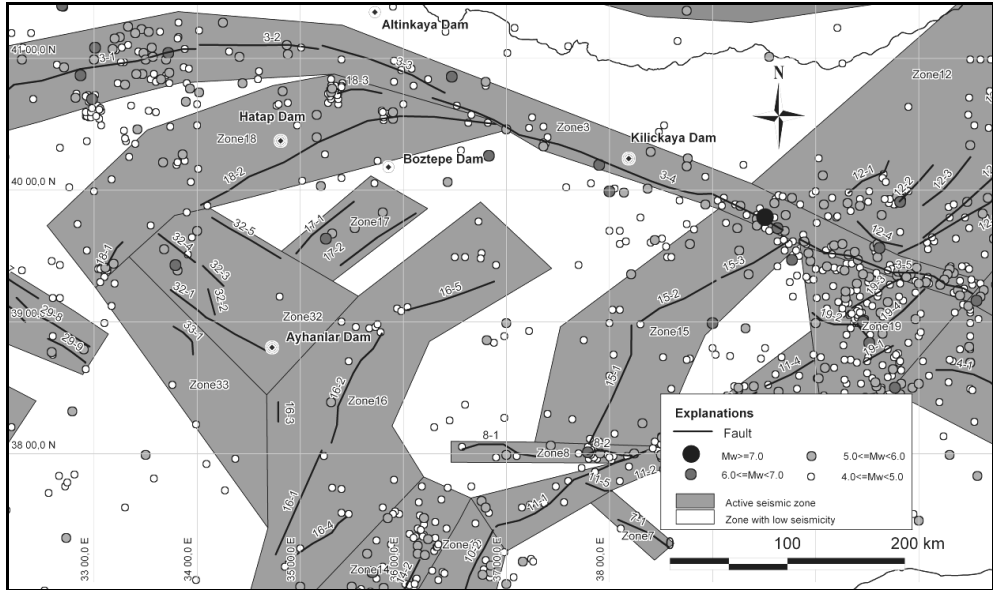 Altinkaya Dam
41 00,0 N
3-1
3-2
3-3
Zone12
18-3
N
Hatap Dam
Zone18
Zone3
Kilickaya Dam
Boztepe Dam
40 00,0 N
18-2
3-4
12-1
12-2
12-3
12-4
Zone17
17-1
17-2
32-5
32-4
32-3
32-1
32-2
18-1
16-5
15-3
15-2
3-5
29-8
39 00,0 N
29-9
33-1
Zone32
Ayhanlar Dam
Zone15
19-2
Zone19
19-1
11-4
Zone33
16-2
Zone16
16-3
15-1
38 00,0 N
8-1
Zone8
8-2
11-2
11-5
11-1
16-1
16-4
7-1
Zone7
Zone14
14-2
33 00,0 E
34 00,0 E
35 00,0 E
36 00,0 E
37 00,0 E
38 00,0 E
Explanations
Fault
Mw>=7.0
5.0<=Mw<6.0
6.0<=Mw<7.0
4.0<=Mw<5.0
Active seismic zone
Zone with low seismicity
0 100 200 km